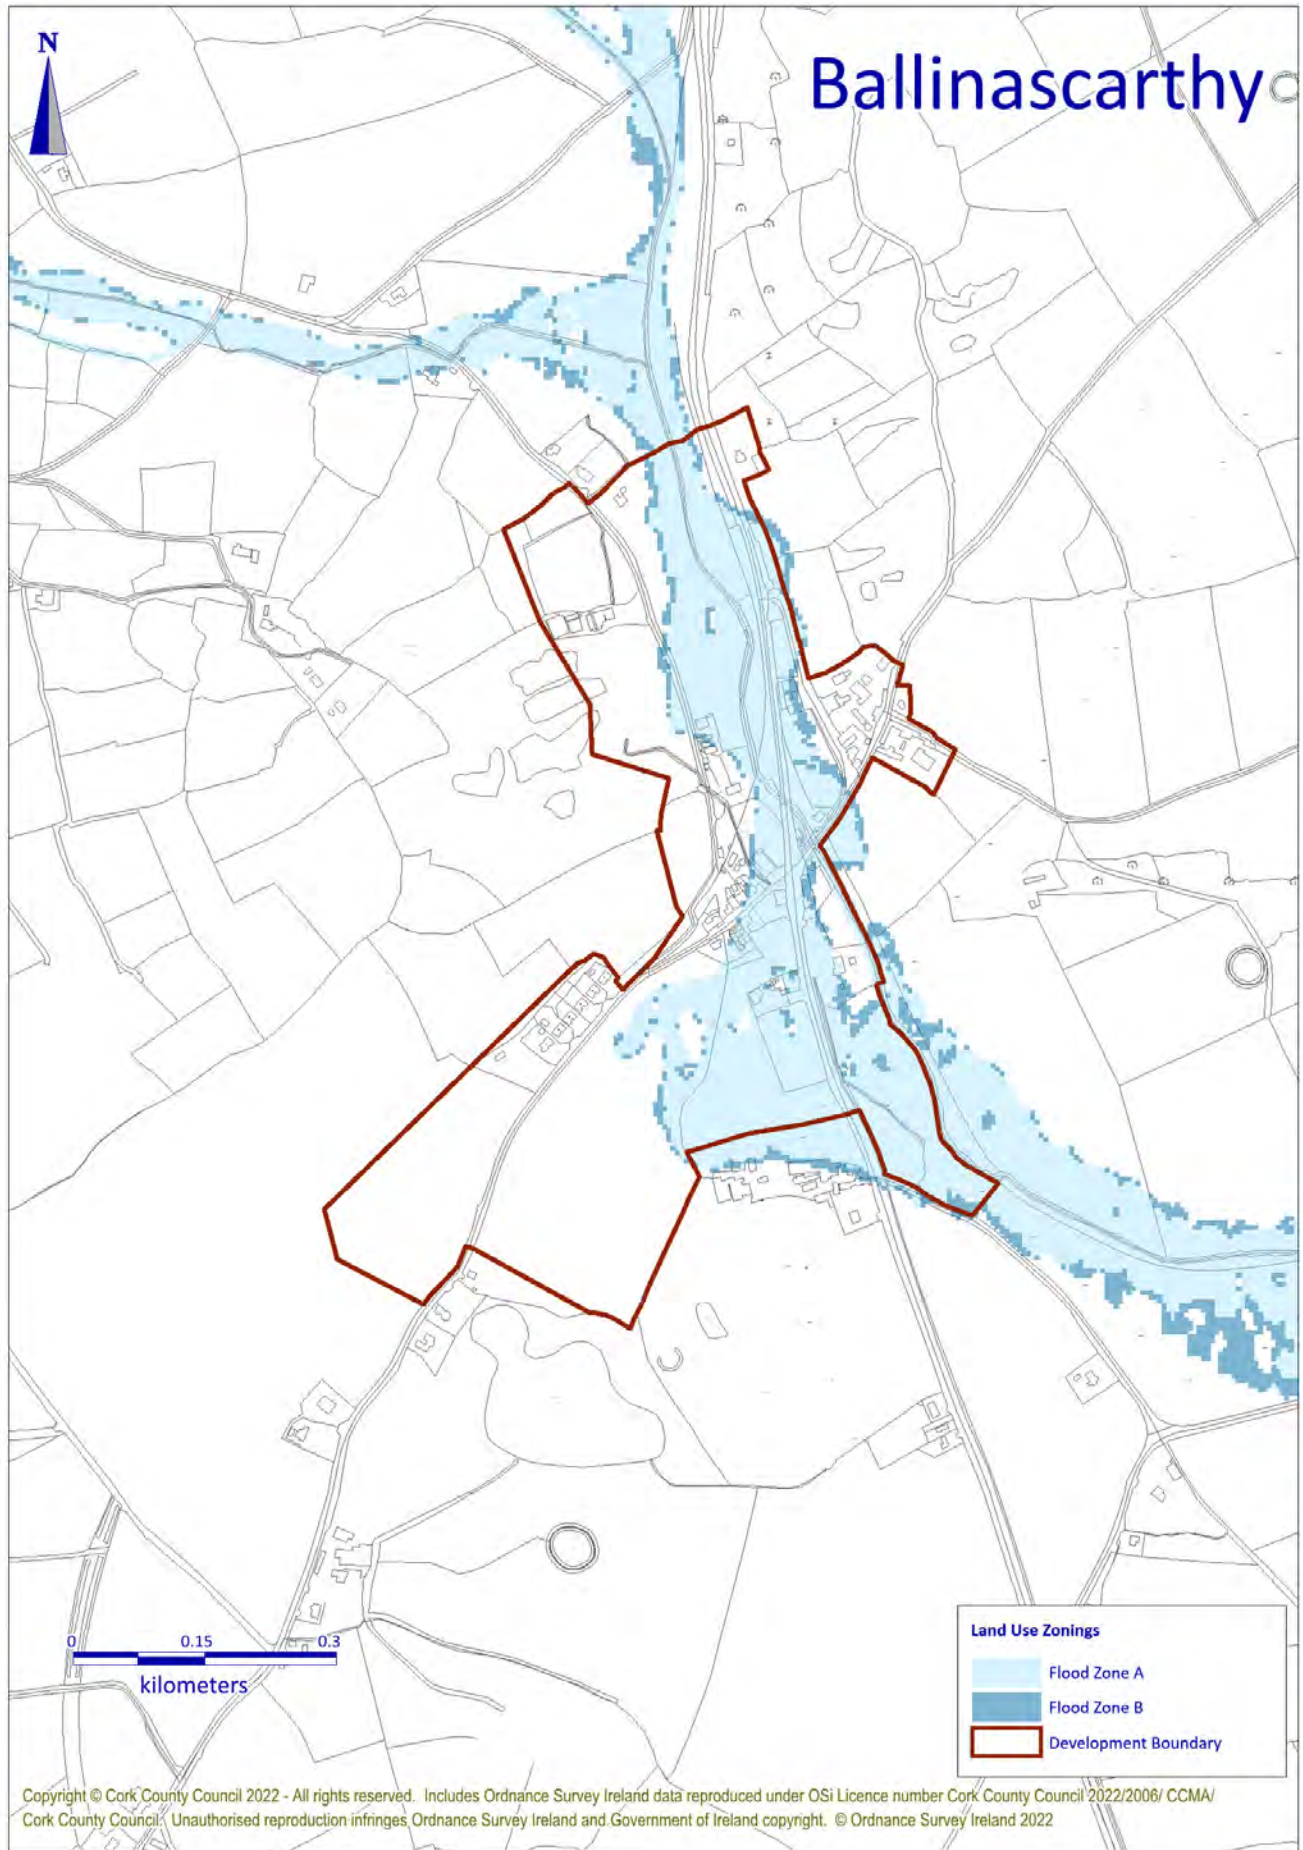 N
Ballinascarthy
0 0.15 0.3
kilometers
Land Use Zonings
Flood Zone A
Flood Zone B
Development Boundary
Copyright © Cork County Council 2022 - All rights reserved. Includes Ordnance Survey Ireland data reproduced under OSi Licence number Cork County Council 2022/2006/ CCMA/
Cork County Council. Unauthorised reproduction infringes Ordnance Survey Ireland and Government of Ireland copyright. © Ordnance Survey Ireland 2022